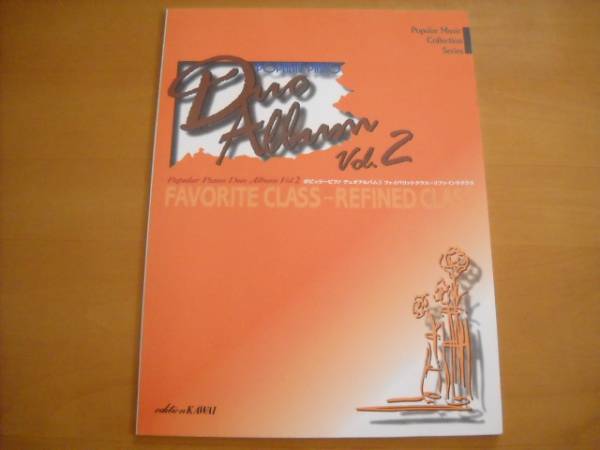 Popular Music
Collection
Series
POPULAR PIANO
Duo
Album
Vol. 2
Popular Piano Duo Album Vol.2 ポピュラーピアノ デュオアルバム2 フェイバリットクラス~リファインドクラス
FAVORITE CLASS~REFINED CLASS
edition KAWAI